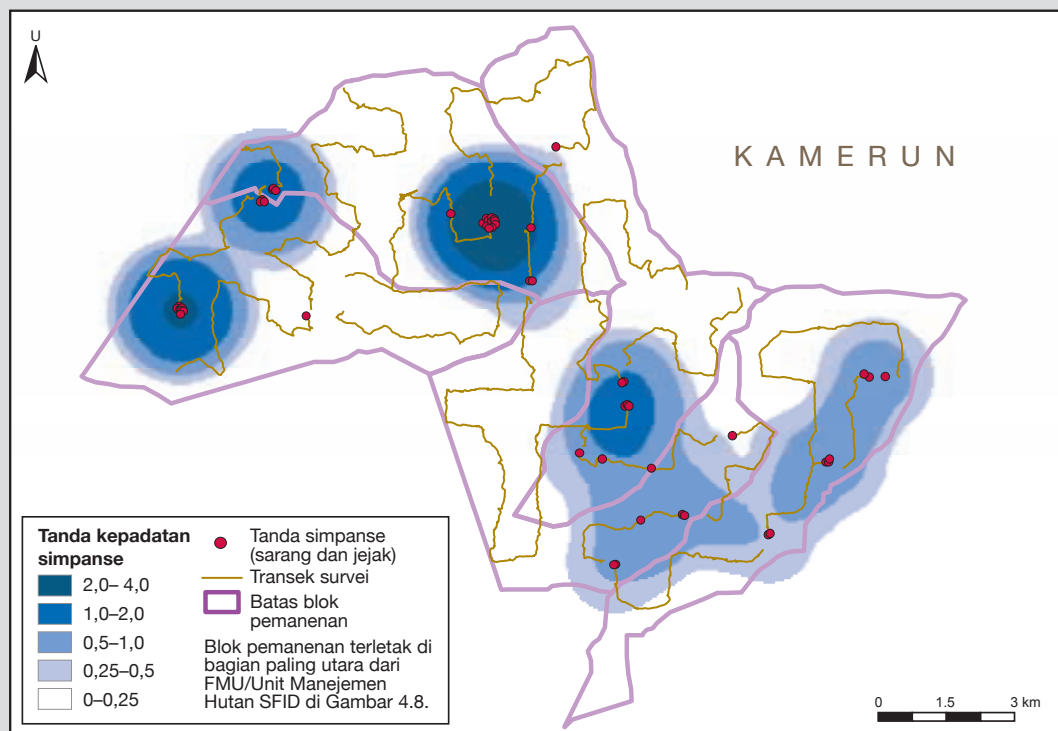 U
KAMERUN
Tanda kepadatan
simpanse
2,0– 4,0
1,0–2,0
0,5–1,0
0,25–0,5
0–0,25
Tanda simpanse
(sarang dan jejak)
Transek survei
Batas blok
pemanenan
Blok pemanenan terletak di
bagian paling utara dari
FMU/Unit Manejemen
Hutan SFID di Gambar 4.8.
0 1.5 3 km